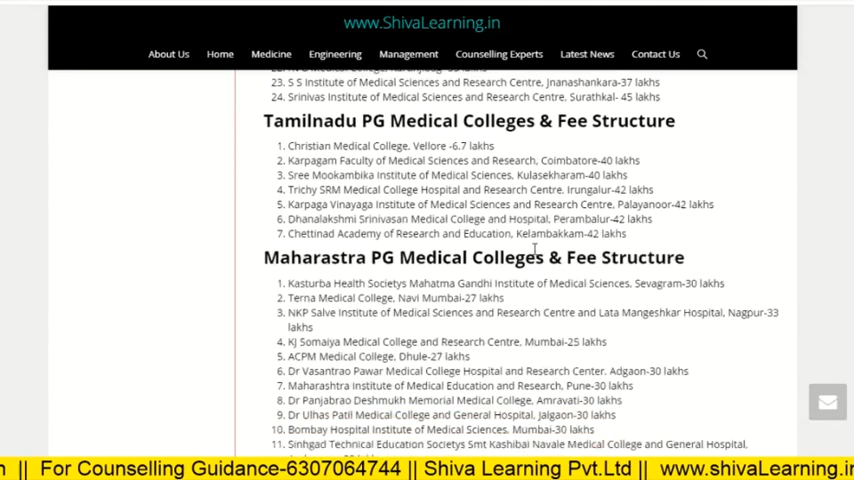 www.ShivaLearning.in
About Us Home Medicine Engineering Management Counselling Experts Latest News Contact Us
23. S S Institute of Medical Sciences and Research Centre, Jnanashankara-37 lakhs
24. Srinivas Institute of Medical Sciences and Research Centre, Surathkal- 45 lakhs
Tamilnadu PG Medical Colleges & Fee Structure
1. Christian Medical College, Vellore -6.7 lakhs
2. Karpagam Faculty of Medical Sciences and Research, Coimbatore-40 lakhs
3. Sree Mookambika Institute of Medical Sciences, Kulasekharam-40 lakhs
4. Trichy SRM Medical College Hospital and Research Centre, Irungalur-42 lakhs
5. Karpaga Vinayaga Institute of Medical Sciences and Research Centre, Palayanoor-42 lakhs
6. Dhanalakshmi Srinivasan Medical College and Hospital, Perambalur-42 lakhs
7. Chettinad Academy of Research and Education, Kelambakkam-42 lakhs
Maharastra PG Medical Colleges & Fee Structure
1. Kasturba Health Societys Mahatma Gandhi Institute of Medical Sciences, Sevagram-30 lakhs
2. Terna Medical College, Navi Mumbai-27 lakhs
3. NKP Salve Institute of Medical Sciences and Research Centre and Lata Mangeshkar Hospital, Nagpur-33
lakhs
4. KJ Somaiya Medical College and Research Centre, Mumbai-25 lakhs
5. ACPM Medical College, Dhule-27 lakhs
6. Dr Vasantrao Pawar Medical College Hospital and Research Center. Adgaon-30 lakhs
7. Maharashtra Institute of Medical Education and Research, Pune-30 lakhs
8. Dr Panjabrao Deshmukh Memorial Medical College, Amravati-30 lakhs
9. Dr Ulhas Patil Medical College and General Hospital, Jalgaon-30 lakhs
10. Bombay Hospital Institute of Medical Sciences, Mumbai-30 lakhs
11. Sinhgad Technical Education Societys Smt Kashibai Navale Medical College and General Hospital,
|| For Counselling Guidance-6307064744 || Shiva Learning Pvt.Ltd || www.shivaLearning.in